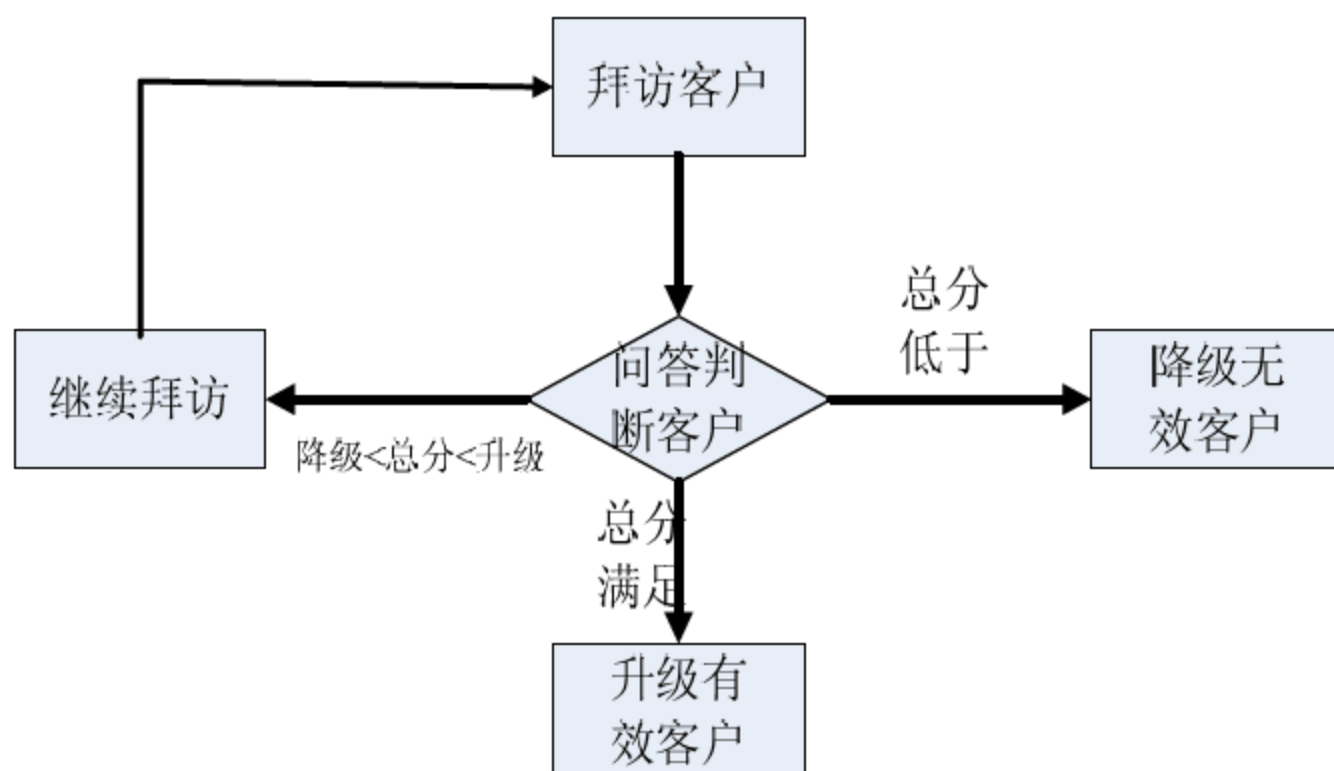 拜访客户
总分
低于
继续拜访
问答判
断客户
降级无
效客户
降级<总分<升级
总分
满足
升级有
效客户